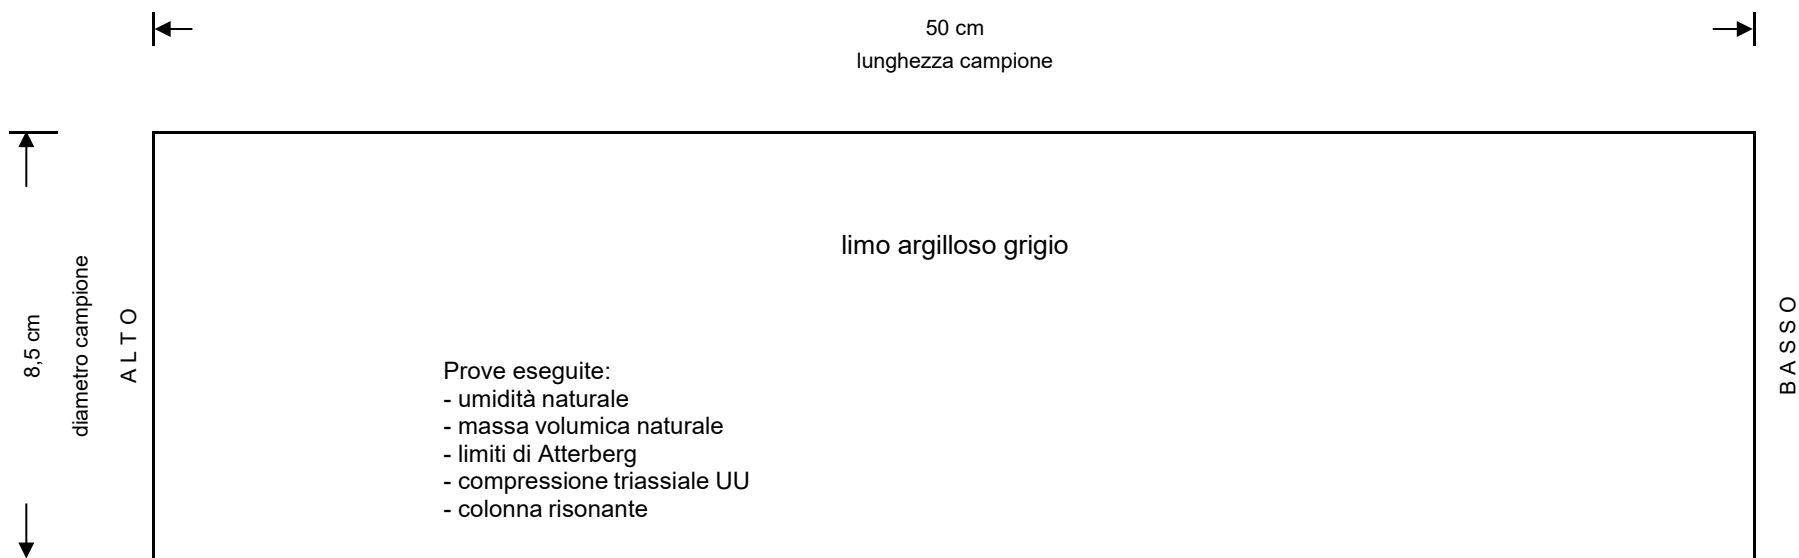 50 cm
lunghezza campione
8,5 cm
diametro campione
A L T O
limo argilloso grigio
B A S S O
Prove eseguite:
- umidità naturale
- massa volumica naturale
- limiti di Atterberg
- compressione triassiale UU
- colonna risonante